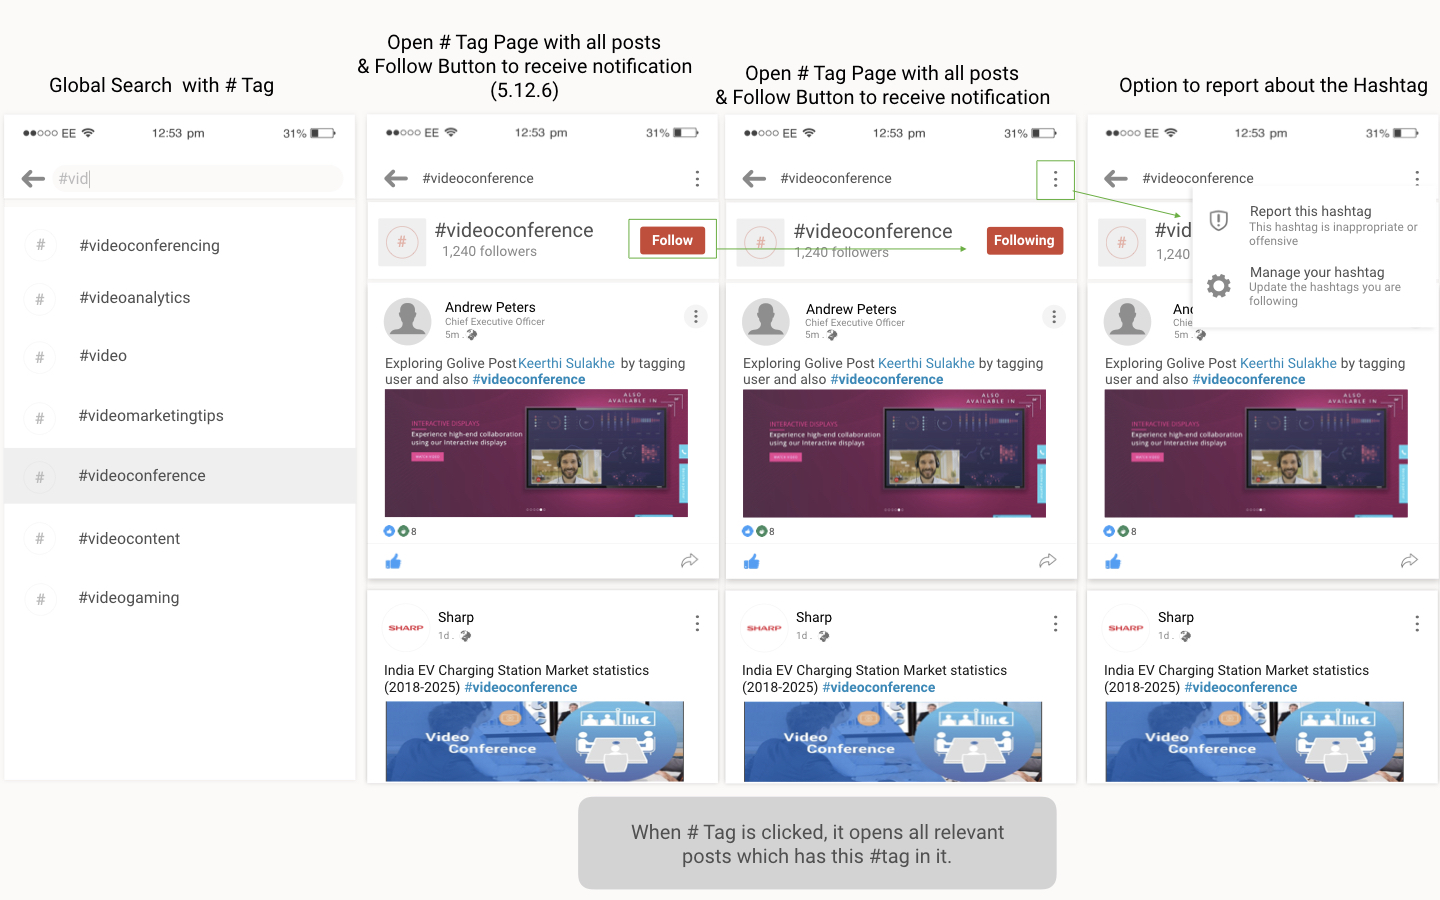 Global Search with # Tag
Open # Tag Page with all posts
& Follow Button to receive notification
(5.12.6)
Open # Tag Page with all posts
& Follow Button to receive notification
Option to report about the Hashtag
EE 12:53 pm 31%
#vid
#videoconferencing
#videoanalytics
#video
#videomarketingtips
#videoconference
#videocontent
#videogaming
EE 12:53 pm 31%
#videoconference
#videoconference
1,240 followers
Follow
Andrew Peters
Chief Executive Officer
5m .
Exploring Golive Post Keerthi Sulakhe by tagging
user and also #videoconference
ALSO
AVAILABLE IN
INTERACTIVE DISPLAYS
Experience high-end collaboration
using our Interactive displays
WATCH VIDEO
8
SHARP
Sharp
1d .
India EV Charging Station Market statistics
(2018-2025) #videoconference
Video
Conference
EE 12:53 pm 31%
#videoconference
#videoconference
1,240 followers
Following
Andrew Peters
Chief Executive Officer
5m .
Exploring Golive Post Keerthi Sulakhe by tagging
user and also #videoconference
ALSO
AVAILABLE IN
INTERACTIVE DISPLAYS
Experience high-end collaboration
using our Interactive displays
WATCH VIDEO
8
SHARP
Sharp
1d .
India EV Charging Station Market statistics
(2018-2025) #videoconference
Video
Conference
EE 12:53 pm 31%
#videoconference
#vid
1,240
Report this hashtag
This hashtag is inappropriate or
offensive
Manage your hashtag
Update the hashtags you are
following
And
Chie
5m .
Exploring Golive Post Keerthi Sulakhe by tagging
user and also #videoconference
ALSO
AVAILABLE IN
INTERACTIVE DISPLAYS
Experience high-end collaboration
using our Interactive displays
WATCH VIDEO
8
SHARP
Sharp
1d .
India EV Charging Station Market statistics
(2018-2025) #videoconference
Video
Conference
When # Tag is clicked, it opens all relevant
posts which has this #tag in it.